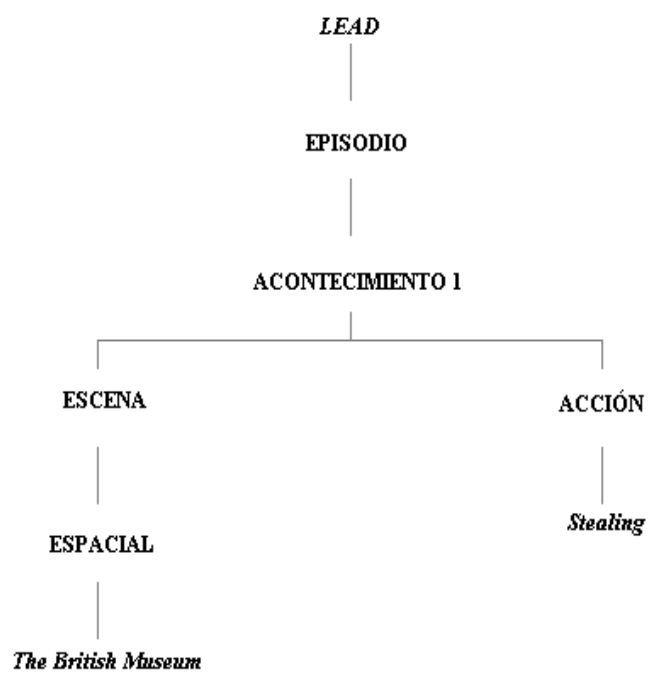 LEAD
EPISODIO
ACONTECIMIENTO 1
ESCENA
ACCIÓN
Stealing
ESPACIAL
The British Museum